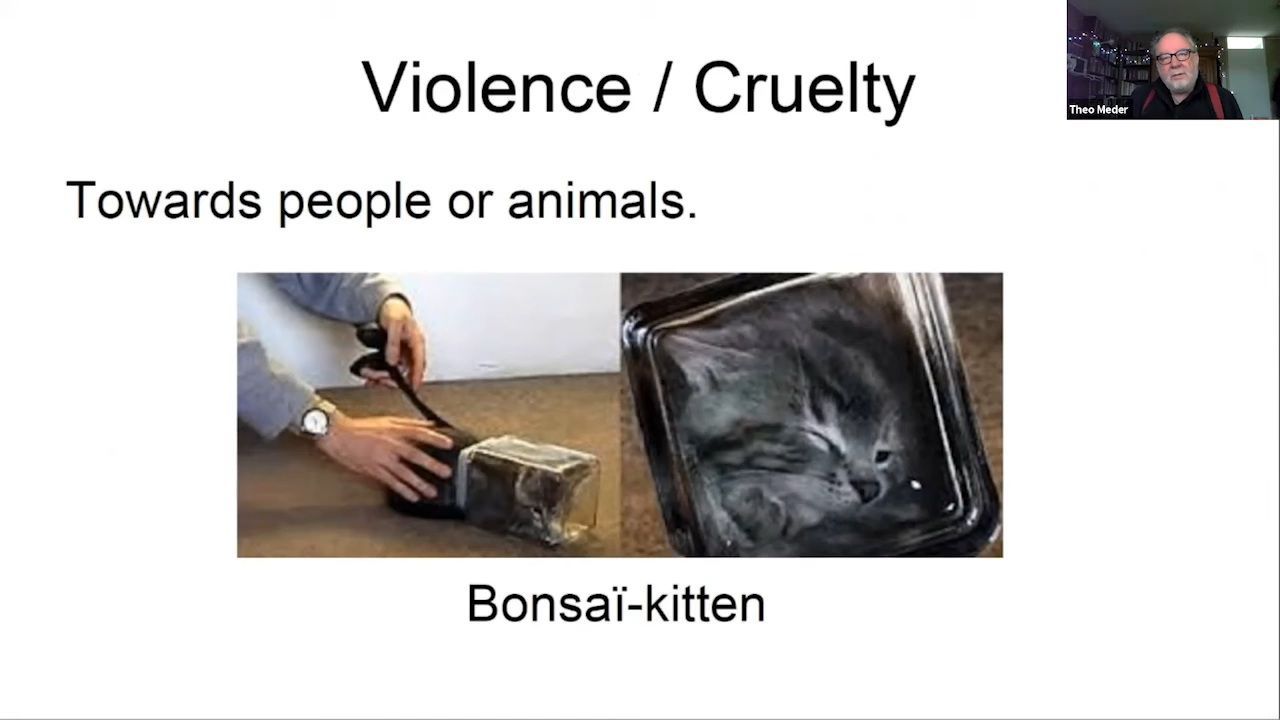 Violence / Cruelty
Theo Meder
Towards people or animals.
Bonsaï-kitten